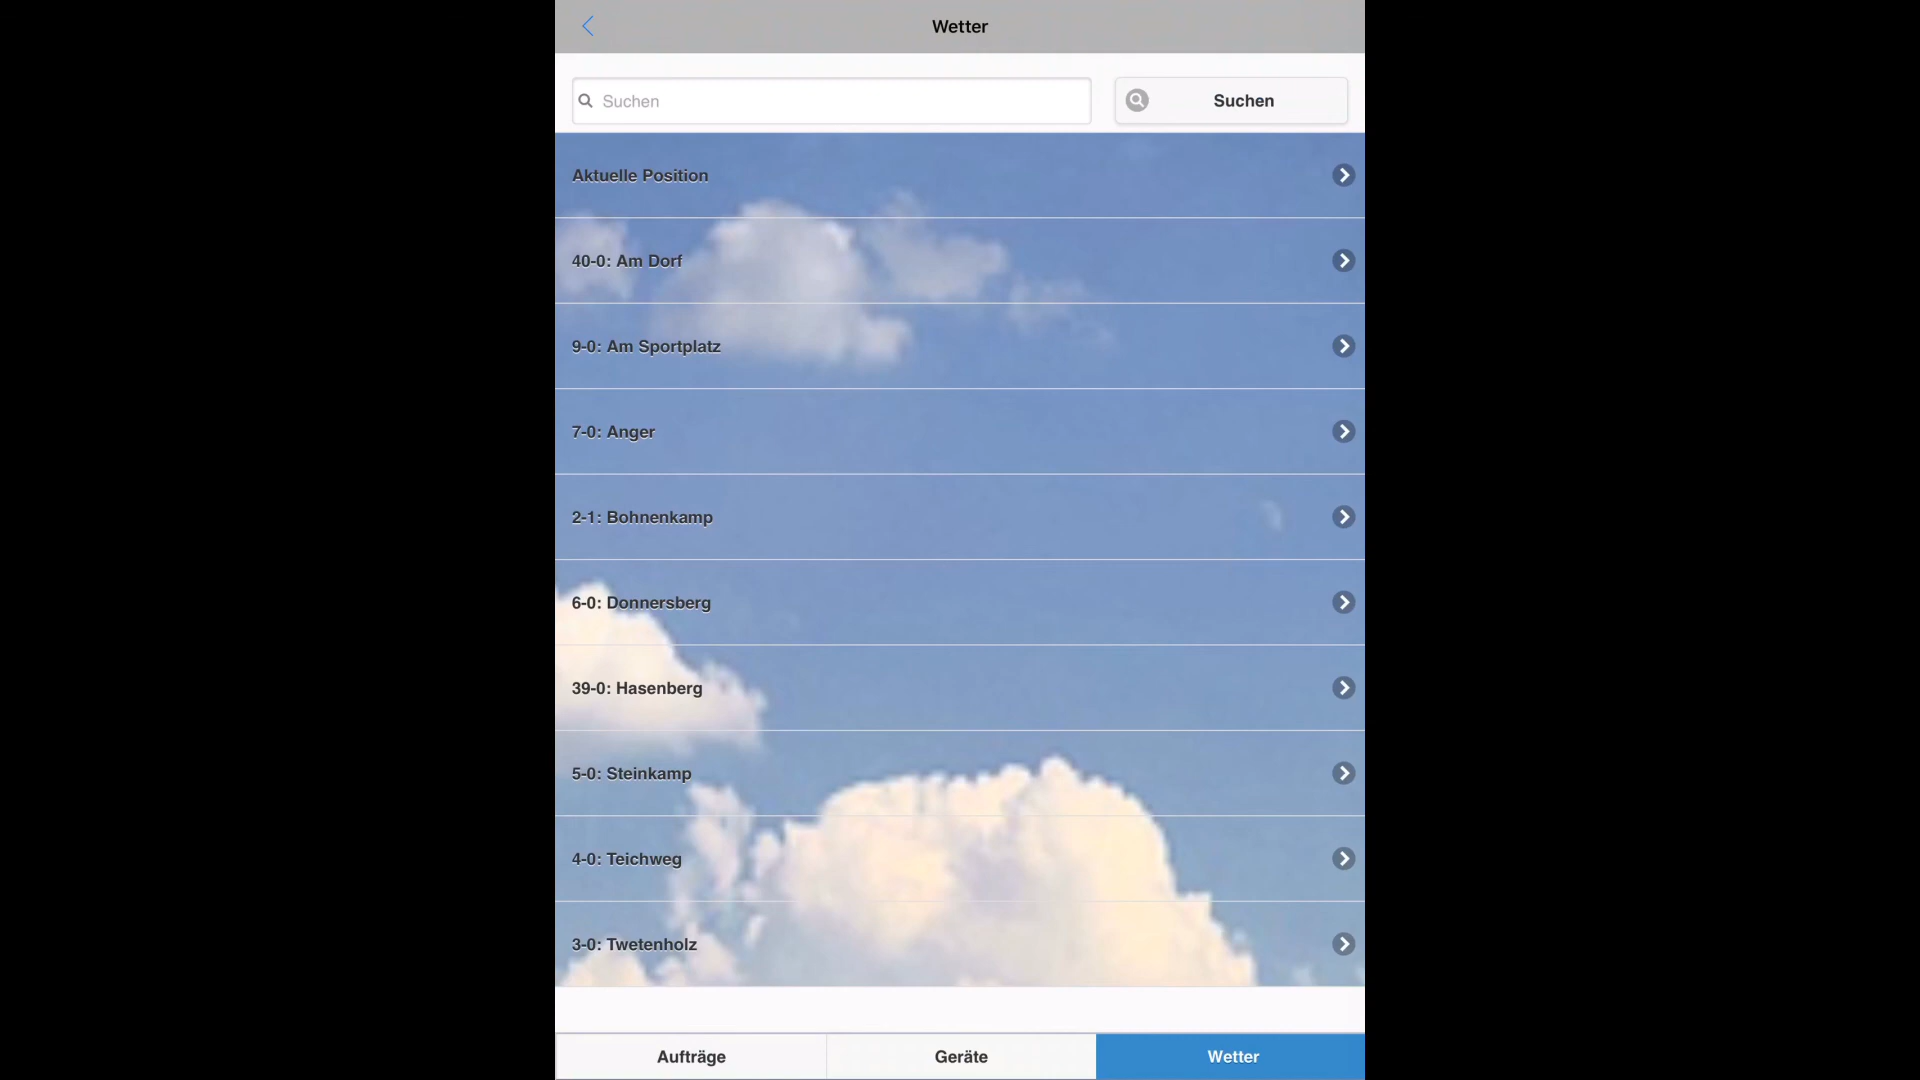 Wetter
Suchen
Suchen
Aktuelle Position
40-0: Am Dorf
9-0: Am Sportplatz
7-0: Anger
2-1: Bohnenkamp
6-0: Donnersberg
39-0: Hasenberg
5-0: Steinkamp
4-0: Teichweg
3-0: Twetenholz
Aufträge
Geräte
Wetter